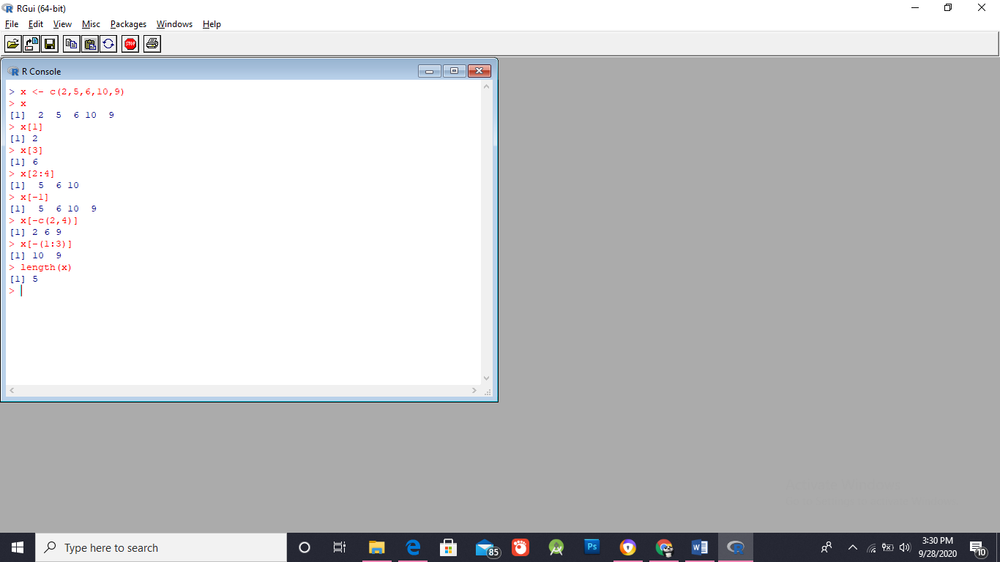 RGui (64-bit)
File Edit View Misc Packages Windows Help
STOP
R Console
> x <- c(2,5,6,10,9)
> x
[1]  2  5  6 10  9
> x[1]
[1] 2
> x[3]
[1] 6
> x[2:4]
[1]  5  6 10
> x[-1]
[1]  5  6 10  9
> x[-c(2,4)]
[1] 2 6 9
> x[-(1:3)]
[1] 10  9
> length(x)
[1] 5
>
Type here to search
85
Ps
3:30 PM
9/28/2020
10